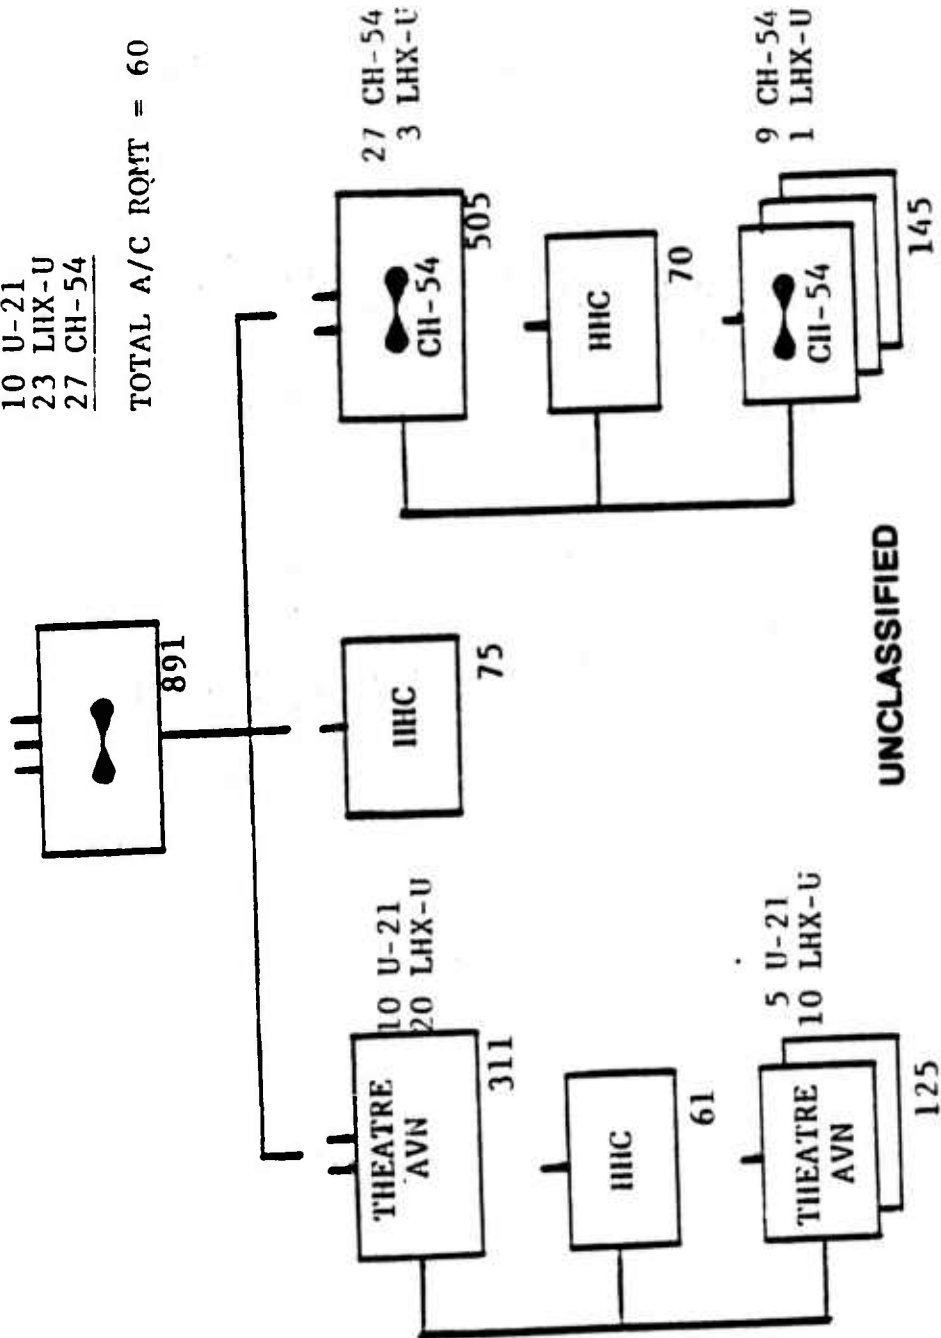 10 U-21
23 LHX-U
27 CH-54
TOTAL A/C RQMT = 60
891
THEATRE
AVN
10 U-21
20 LHX-U
311
HHC
75
CH-54
27 CH-54
3 LHX-U
505
HHC
61
HHC
70
THEATRE
AVN
5 U-21
10 LHX-U
125
CH-54
9 CH-54
1 LHX-U
145
UNCLASSIFIED